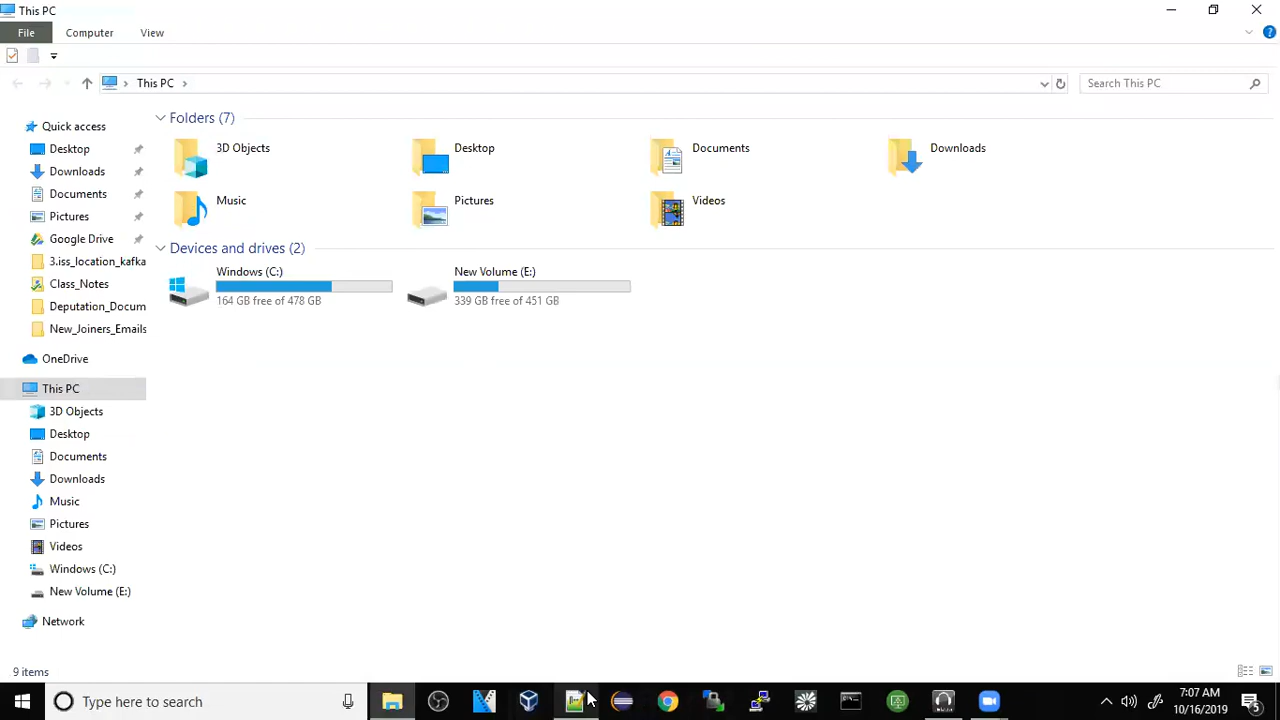 This PC
File Computer View
This PC
Search This PC
Quick access
Desktop
Downloads
Documents
Pictures
Google Drive
3.iss_location_kafka
Class_Notes
Deputation_Docum
New_Joiners_Emails
OneDrive
This PC
3D Objects
Desktop
Documents
Downloads
Music
Pictures
Videos
Windows (C:)
New Volume (E:)
Network
Folders (7)
3D Objects
Desktop
Documents
Downloads
Music
Pictures
Videos
Devices and drives (2)
Windows (C:)
164 GB free of 478 GB
New Volume (E:)
339 GB free of 451 GB
9 items
Type here to search
7:07 AM
10/16/2019
5